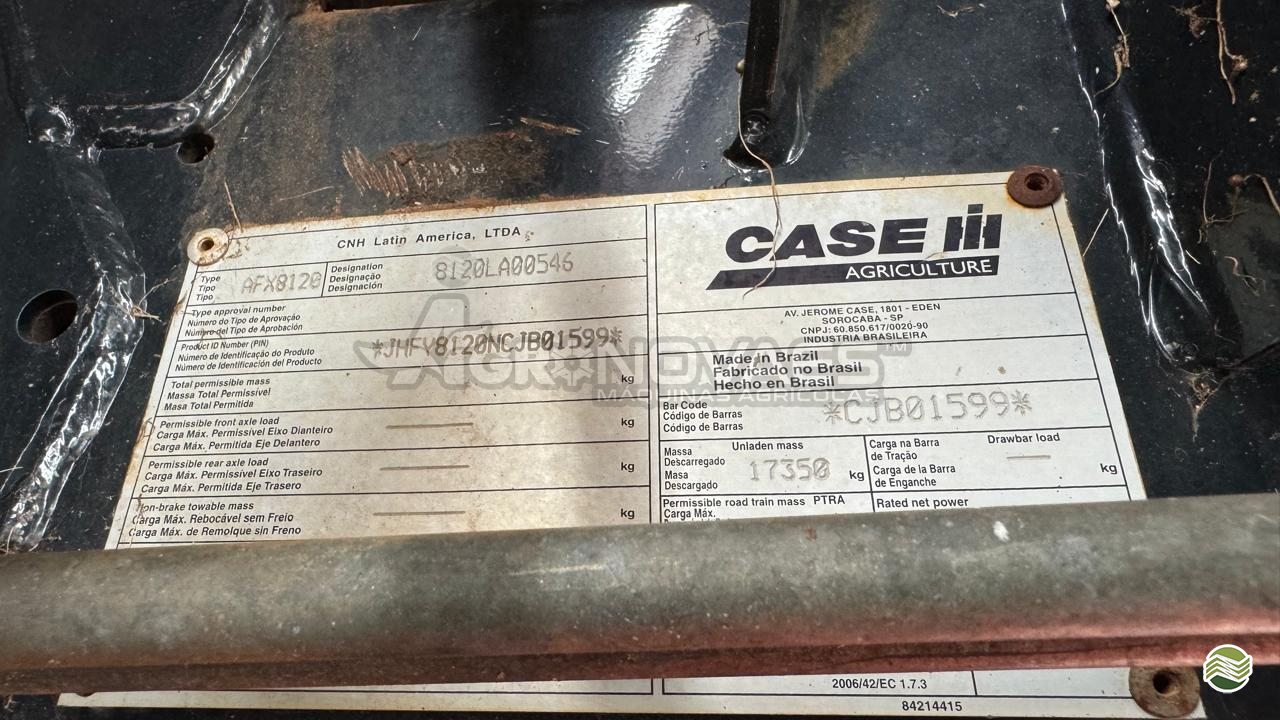 CNH Latin America, LTDA
Type
Tipo
Tipo
AFX8120
Designation
Designação
Designación
8120LA00546
Type approval number
Número do Tipo de Aprovação
Número del Tipo de Aprobación
Product ID Number (PIN)
Número de Identificação do Produto
Número de Identificación del Producto
*JHFY8120NCJB01599*
Total permissible mass
Massa Total Permissível
Masa Total Permitida
kg
Permissible front axle load
Carga Máx. Permissível Eixo Dianteiro
Carga Máx. Permitida Eje Delantero
kg
Permissible rear axle load
Carga Máx. Permissível Eixo Traseiro
Carga Máx. Permitida Eje Trasero
kg
Non-brake towable mass
Carga Máx. Rebocável sem Freio
Carga Máx. de Remolque sin Freno
kg
CASE IH
AGRICULTURE
AV. JEROME CASE, 1801 - EDEN
SOROCABA - SP
CNPJ: 60.850.617/0020-90
INDUSTRIA BRASILEIRA
Made in Brazil
Fabricado no Brasil
Hecho en Brasil
Bar Code
Código de Barras
Código de Barras
*CJB01599*
Massa
Descarregado
Masa
Descargado
Unladen mass
17350 kg
Carga na Barra
de Tração
Carga de la Barra
de Enganche
Drawbar load
kg
Permissible road train mass PTRA
Carga Máx.
Rated net power
2006/42/EC 1.7.3
84214415
AGRONOVACS™
MÁQUINAS AGRÍCOLAS